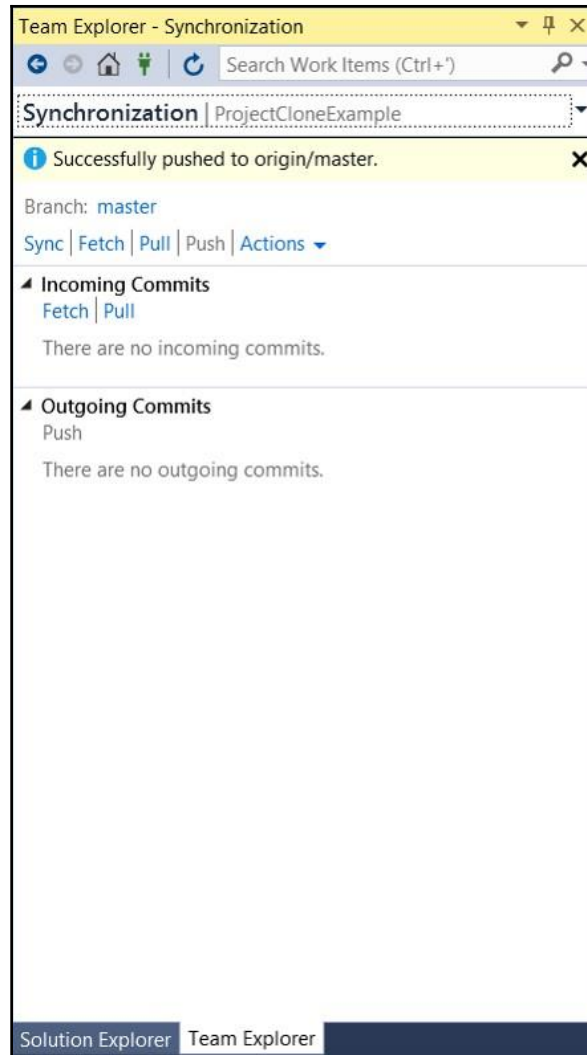 Team Explorer - Synchronization
Search Work Items (Ctrl+')
Synchronization | ProjectCloneExample
Successfully pushed to origin/master.
Branch: master
Sync | Fetch | Pull | Push | Actions
Incoming Commits
Fetch | Pull
There are no incoming commits.
Outgoing Commits
Push
There are no outgoing commits.
Solution Explorer Team Explorer